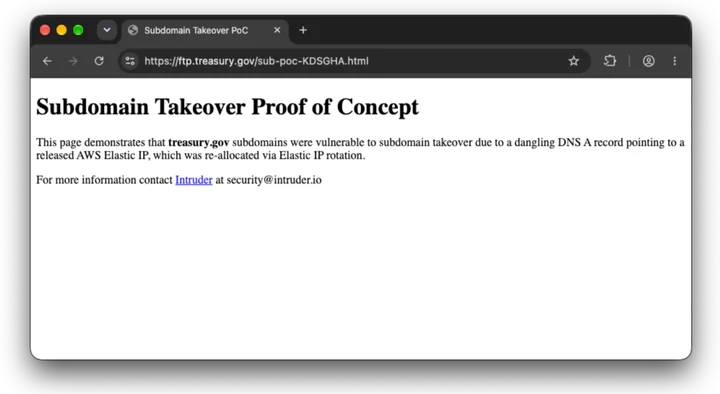 Subdomain Takeover PoC
https://ftp.treasury.gov/sub-poc-KDSGHA.html
Subdomain Takeover Proof of Concept
This page demonstrates that treasury.gov subdomains were vulnerable to subdomain takeover due to a dangling DNS A record pointing to a
released AWS Elastic IP, which was re-allocated via Elastic IP rotation.
For more information contact Intruder at security@intruder.io